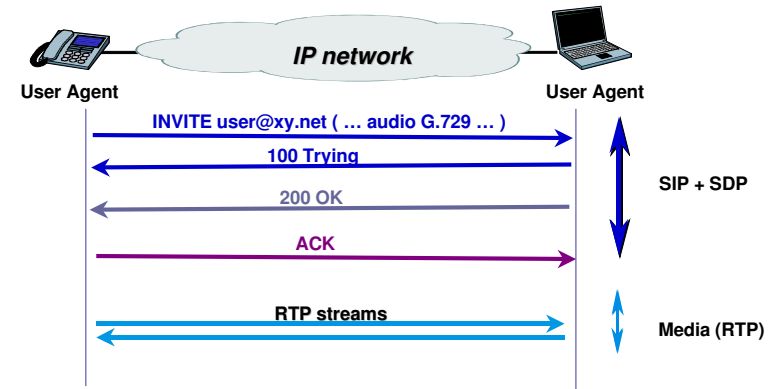 IP network
User Agent
User Agent
INVITE user@xy.net ( … audio G.729 … )
100 Trying
SIP + SDP
200 OK
ACK
RTP streams
Media (RTP)